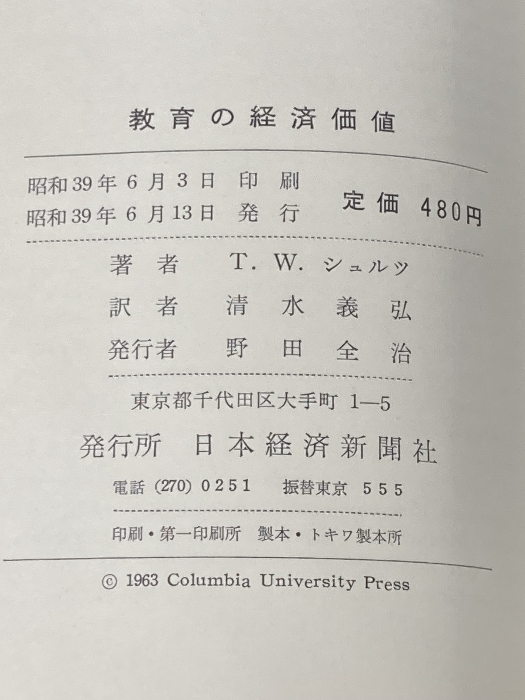 教育の経済価値
昭和39年6月3日 印刷
昭和39年6月13日 発行
定価 480円
著者 T. W. シュルツ
訳者 清水義弘
発行者 野田全治
東京都千代田区大手町 1—5
発行所 日本経済新聞社
電話 (270) 0251 振替東京 555
印刷・第一印刷所 製本・トキワ製本所
© 1963 Columbia University Press